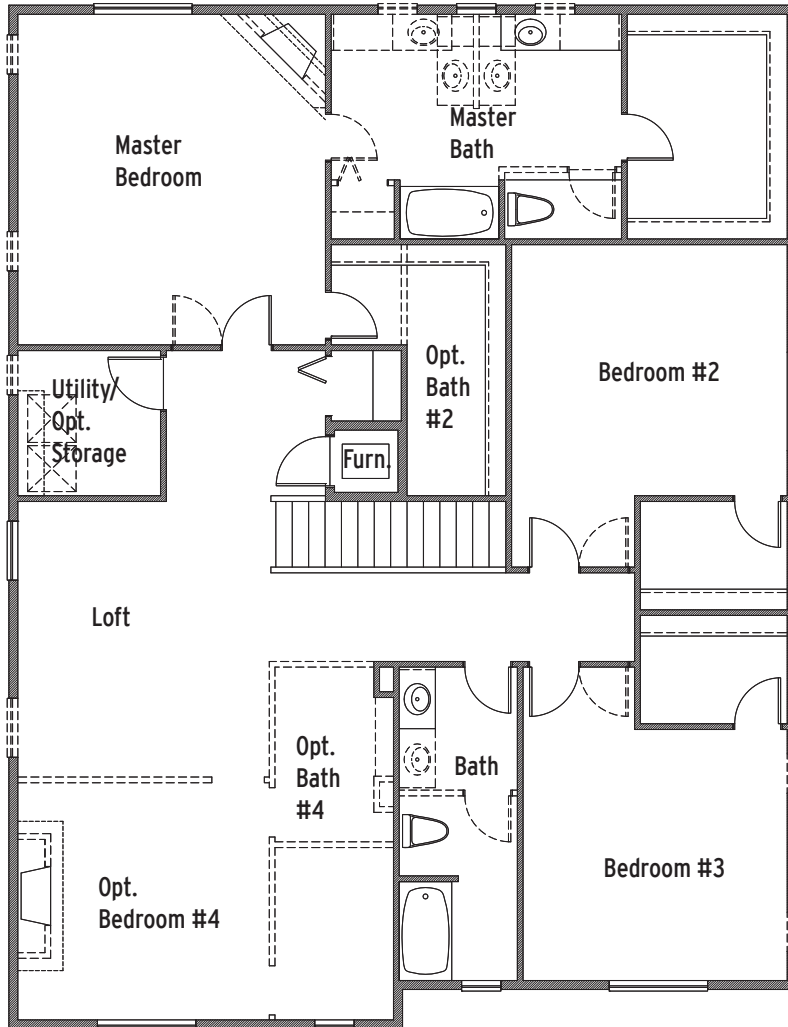 Master
Bedroom
Master
Bath
Opt.
Bath
#2
Bedroom #2
Utility/
Opt.
Storage
Furn.
Loft
Opt.
Bath
#4
Bath
Opt.
Bedroom #4
Bedroom #3